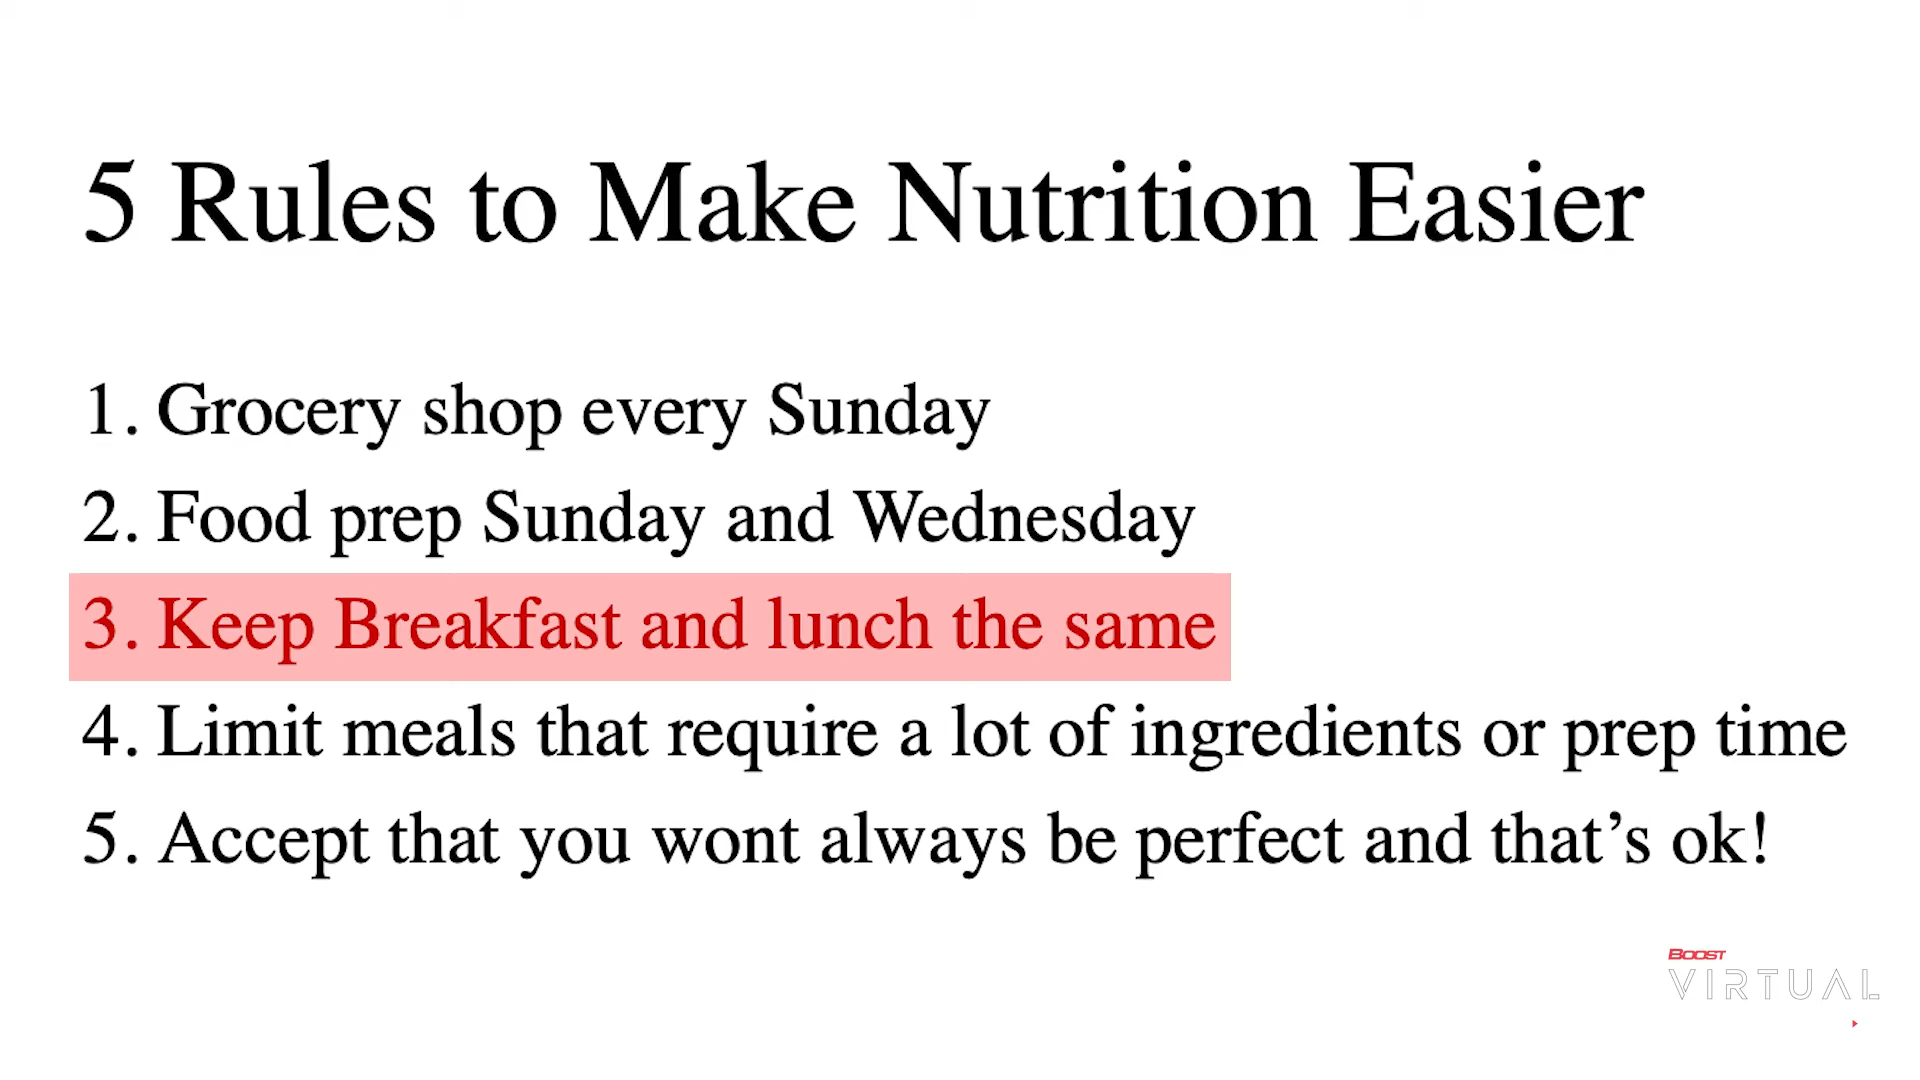 5 Rules to Make Nutrition Easier
1. Grocery shop every Sunday
2. Food prep Sunday and Wednesday
3. Keep Breakfast and lunch the same
4. Limit meals that require a lot of ingredients or prep time
5. Accept that you wont always be perfect and that’s ok!
BOOST
VIRTUAL